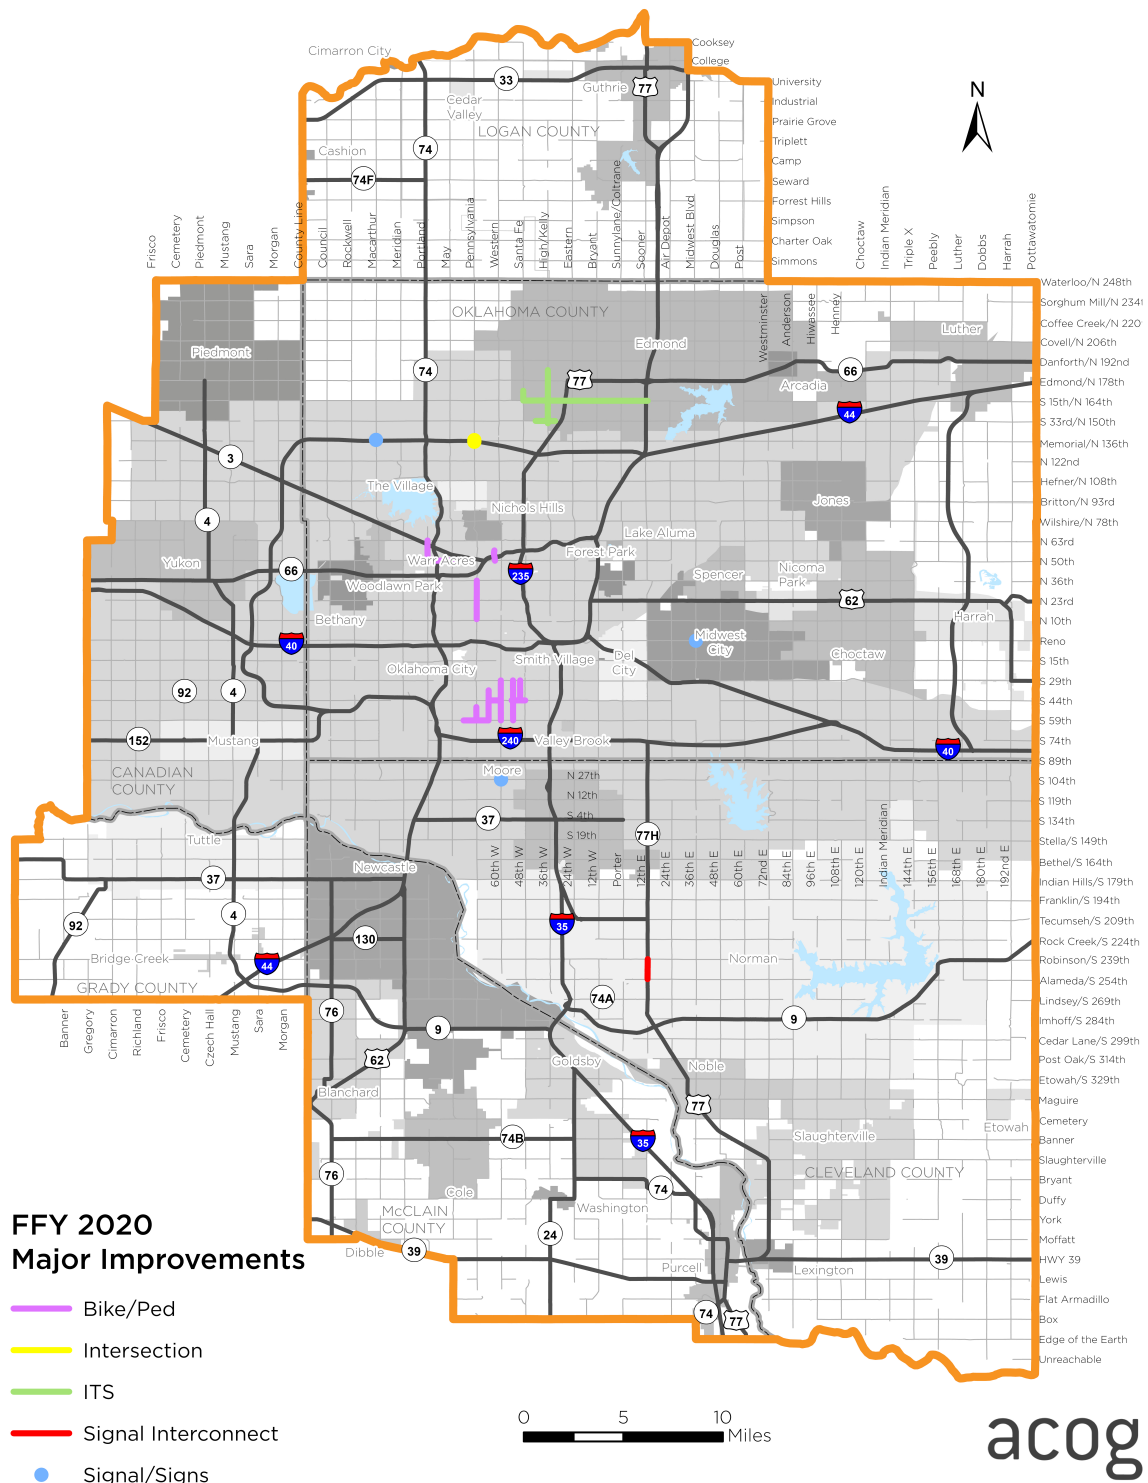 Cimarron City
Cooksey
College
University
Industrial
Prairie Grove
Triplett
Camp
Seward
Forrest Hills
Simpson
Charter Oak
Simmons
33
Guthrie
77
Cedar
Valley
LOGAN COUNTY
Cashion
74
74F
N
Frisco
Cemetery
Piedmont
Mustang
Sara
Morgan
County Line
Council
Rockwell
Macarthur
Meridian
Portland
May
Pennsylvania
Western
Santa Fe
High/Kelly
Eastern
Bryant
Sunnylane/Coltrane
Sooner
Air Depot
Midwest Blvd
Douglas
Post
Westminster
Anderson
Hiwassee
Henney
Choctaw
Indian Meridian
Triple X
Peebly
Luther
Dobbs
Harrah
Pottawatomie
Waterloo/N 248th
Sorghum Mill/N 234t
Coffee Creek/N 220
Covell/N 206th
Danforth/N 192nd
Edmond/N 178th
S 15th/N 164th
S 33rd/N 150th
Memorial/N 136th
N 122nd
Hefner/N 108th
Britton/N 93rd
Wilshire/N 78th
N 63rd
N 50th
N 36th
N 23rd
N 10th
Reno
S 15th
S 29th
S 44th
S 59th
S 74th
S 89th
S 104th
S 119th
S 134th
Stella/S 149th
Bethel/S 164th
Indian Hills/S 179th
Franklin/S 194th
Tecumseh/S 209th
Rock Creek/S 224th
Robinson/S 239th
Alameda/S 254th
Lindsey/S 269th
Imhoff/S 284th
Cedar Lane/S 299th
Post Oak/S 314th
Etowah/S 329th
Maguire
Cemetery
Banner
Slaughterville
Bryant
Duffy
York
Moffatt
HWY 39
Lewis
Flat Armadillo
Box
Edge of the Earth
Unreachable
OKLAHOMA COUNTY
Luther
Piedmont
Edmond
74
77
66
Arcadia
44
3
The Village
4
Nichols Hills
Jones
Lake Aluma
Yukon
66
Warr Acres
Forest Park
235
Woodlawn Park
Spencer
Nicoma
Park
62
Bethany
Harrah
40
Midwest
City
Oklahoma City
Smith Village
Del
City
Choctaw
92
4
152
Mustang
240
Valley Brook
40
CANADIAN
COUNTY
Moore
N 27th
N 12th
S 4th
S 19th
37
77H
Tuttle
60th W
48th W
36th W
24th W
12th W
Porter
12th E
24th E
36th E
48th E
60th E
72nd E
84th E
96th E
108th E
120th E
Indian Meridian
144th E
156th E
168th E
180th E
192nd E
Newcastle
37
92
4
35
130
Bridge Creek
44
Norman
GRADY COUNTY
74A
76
9
9
Banner
Gregory
Cimarron
Richland
Frisco
Cemetery
Czech Hall
Mustang
Sara
Morgan
62
Goldsby
Noble
Blanchard
77
Etowah
74B
35
Slaughterville
76
CLEVELAND COUNTY
Cole
74
Washington
McCLAIN
COUNTY
24
Dibble
39
Purcell
Lexington
39
74
77
FFY 2020
Major Improvements
Bike/Ped
Intersection
ITS
Signal Interconnect
Signal/Signs
0 5 10
Miles
acog